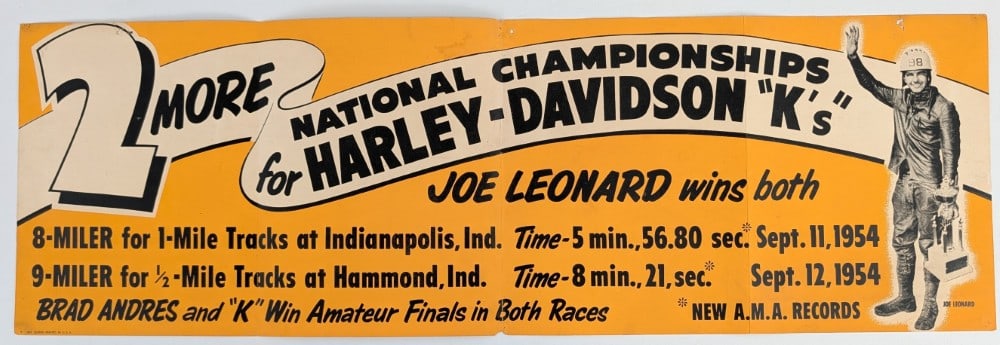 2 MORE
NATIONAL CHAMPIONSHIPS
for HARLEY-DAVIDSON "K's"
JOE LEONARD wins both
98
8-MILER for 1-Mile Tracks at Indianapolis, Ind. Time-5 min., 56.80 sec.* Sept. 11, 1954
9-MILER for ½-Mile Tracks at Hammond, Ind. Time-8 min., 21, sec.* Sept. 12, 1954
BRAD ANDRES and "K" Win Amateur Finals in Both Races
* NEW A.M.A. RECORDS
JOE LEONARD